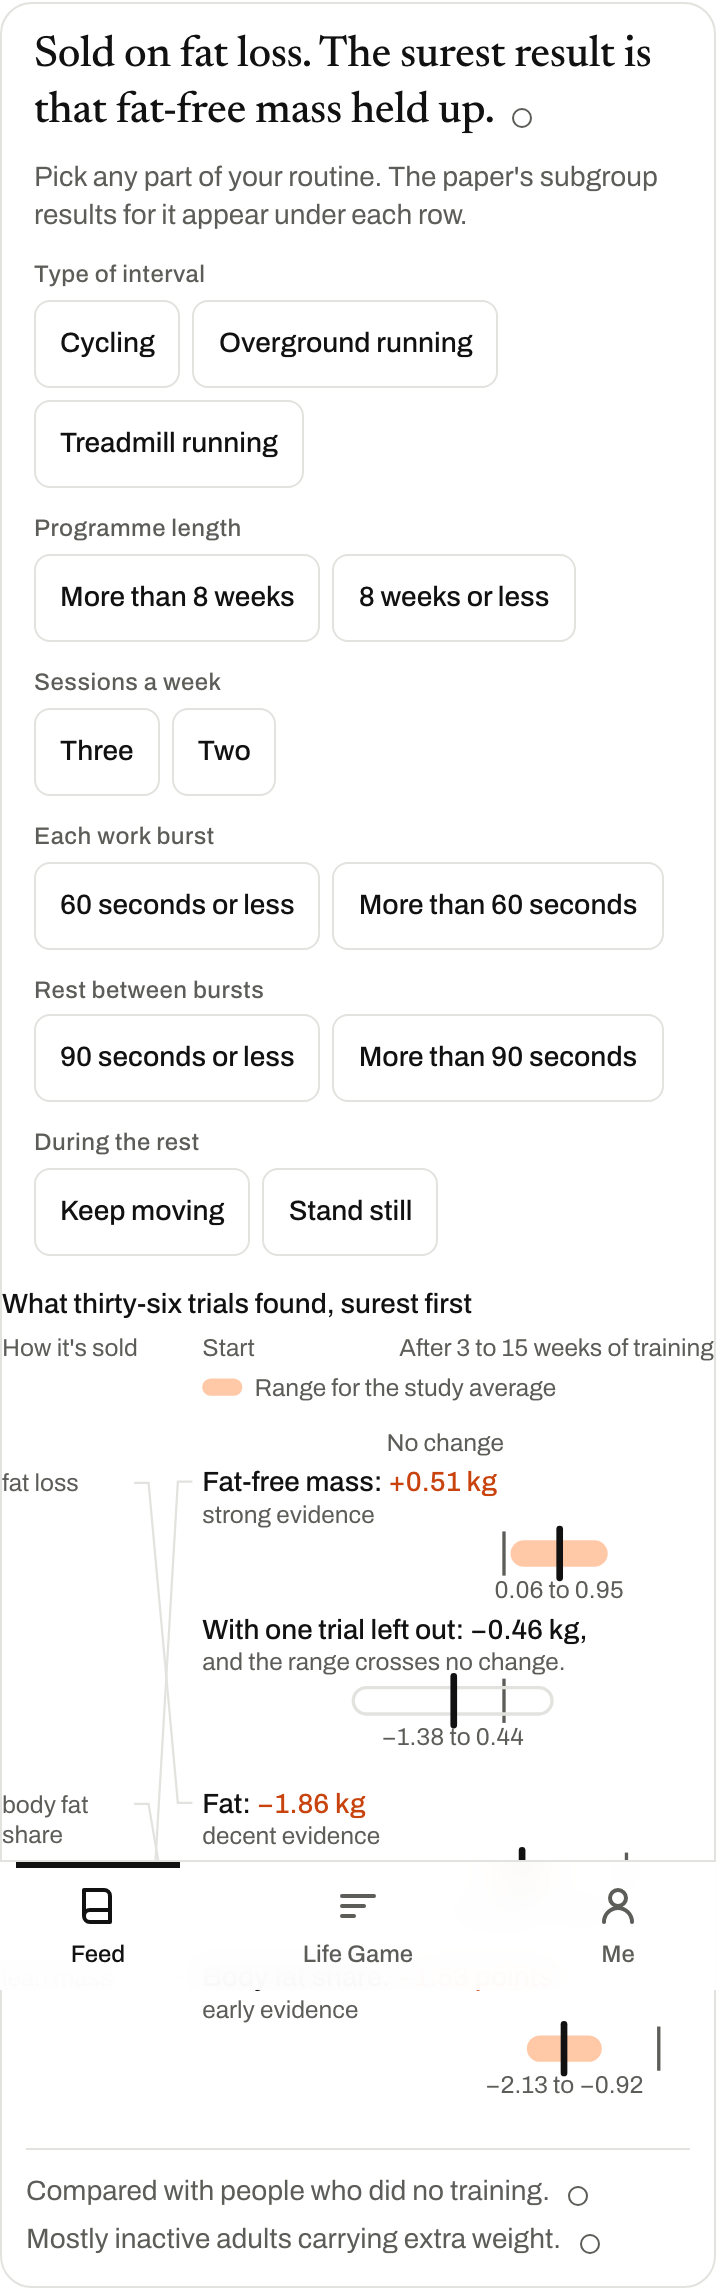 Sold on fat loss. The surest result is
that fat-free mass held up.
Pick any part of your routine. The paper's subgroup
results for it appear under each row.
Type of interval
Cycling
Overground running
Treadmill running
Programme length
More than 8 weeks
8 weeks or less
Sessions a week
Three
Two
Each work burst
60 seconds or less
More than 60 seconds
Rest between bursts
90 seconds or less
More than 90 seconds
During the rest
Keep moving
Stand still
What thirty-six trials found, surest first
How it's sold
Start
After 3 to 15 weeks of training
Range for the study average
No change
fat loss
Fat-free mass: +0.51 kg
strong evidence
0.06 to 0.95
With one trial left out: −0.46 kg,
and the range crosses no change.
−1.38 to 0.44
body fat
share
Fat: −1.86 kg
decent evidence
Feed
Life Game
Me
early evidence
−2.13 to −0.92
Compared with people who did no training.
Mostly inactive adults carrying extra weight.